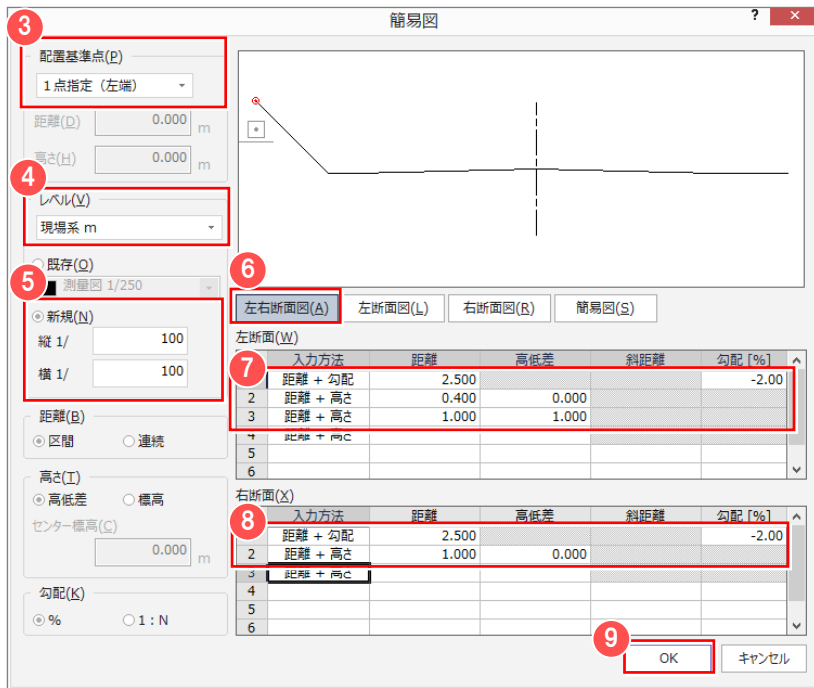 簡易図
? ×
3
配置基準点(P)
1点指定（左端）
距離(D) 0.000 m
高さ(H) 0.000 m
4
レベル(V)
現場系 m
既存(O)
測量図 1/250
5
新規(N)
縦 1/ 100
横 1/ 100
距離(B)
区間 連続
高さ(T)
高低差 標高
センター標高(C)
0.000 m
勾配(K)
% 1：N
6
左右断面図(A) 左断面図(L) 右断面図(R) 簡易図(S)
左断面(W)
7
入力方法 距離 高低差 斜距離 勾配 [%]
距離 + 勾配 2.500 -2.00
2 距離 + 高さ 0.400 0.000
3 距離 + 高さ 1.000 1.000
4 距離 + 高さ
5
6
右断面(X)
8
入力方法 距離 高低差 斜距離 勾配 [%]
距離 + 勾配 2.500 -2.00
2 距離 + 高さ 1.000 0.000
3 距離 + 高さ
4
5
6
9
OK キャンセル